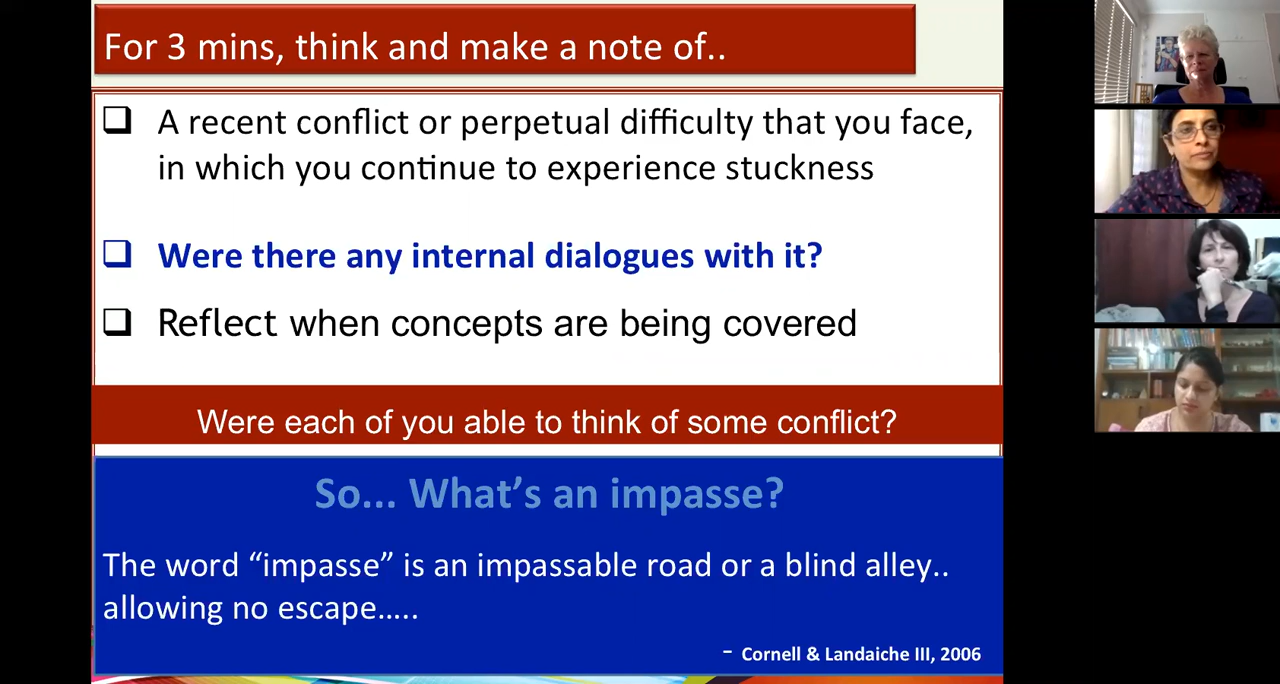 For 3 mins, think and make a note of..
A recent conflict or perpetual difficulty that you face,
in which you continue to experience stuckness
Were there any internal dialogues with it?
Reflect when concepts are being covered
Were each of you able to think of some conflict?
So... What’s an impasse?
The word “impasse” is an impassable road or a blind alley..
allowing no escape.....
- Cornell & Landaiche III, 2006